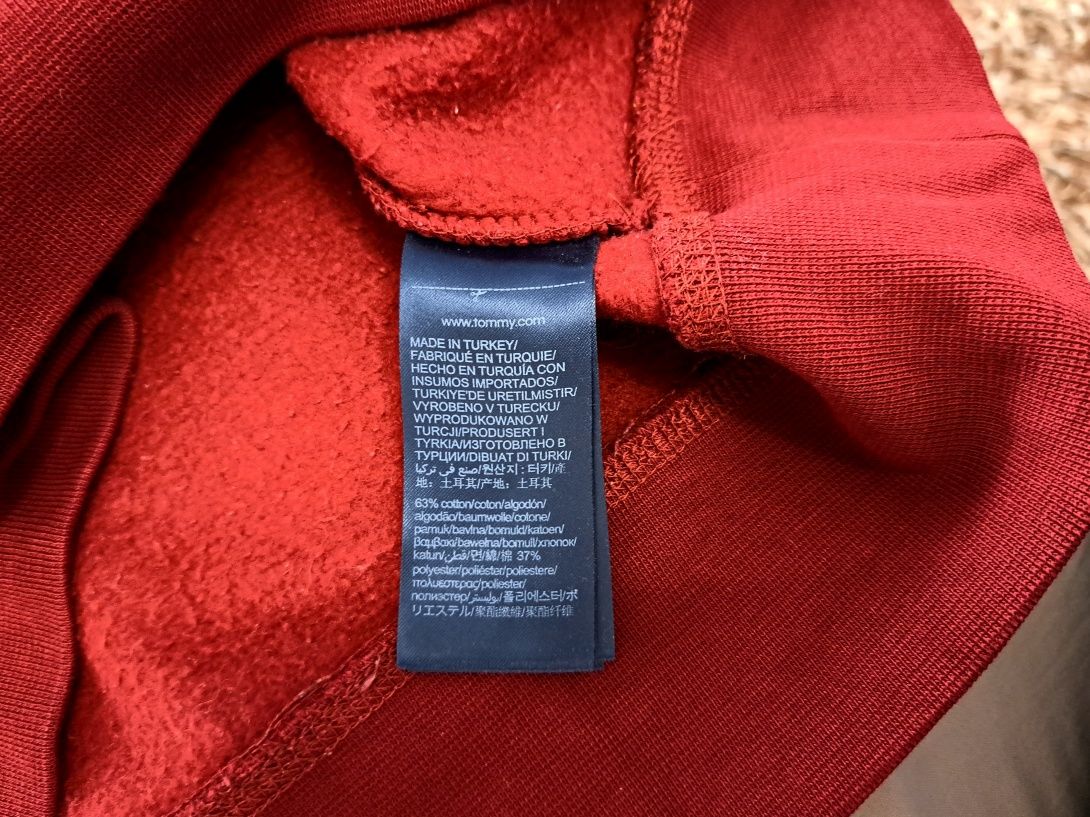 www.tommy.com
MADE IN TURKEY/
FABRIQUÉ EN TURQUIE/
HECHO EN TURQUÍA CON
INSUMOS IMPORTADOS/
TURKIYE'DE URETILMISTIR/
VYROBENO V TURECKU/
WYPRODUKOWANO W
TURCJI/PRODUSERT I
TYRKIA/ИЗГОТОВЛЕНО В
ТУРЦИИ/DIBUAT DI TURKI/
صنع في تركيا/원산지 : 터키/產
地：土耳其/产地：土耳其
63% cotton/coton/algodón/
algodão/baumwolle/cotone/
pamuk/bavlna/bomuld/katoen/
βαμβακι/bawełna/bomull/хлопок/
katun/قطن/면/綿/棉 37%
polyester/poliéster/poliestere/
πολυεστερας/poliester/
полиэстер/بوليستر/폴리에스터/ポ
リエステル/聚酯纖維/聚酯纤维